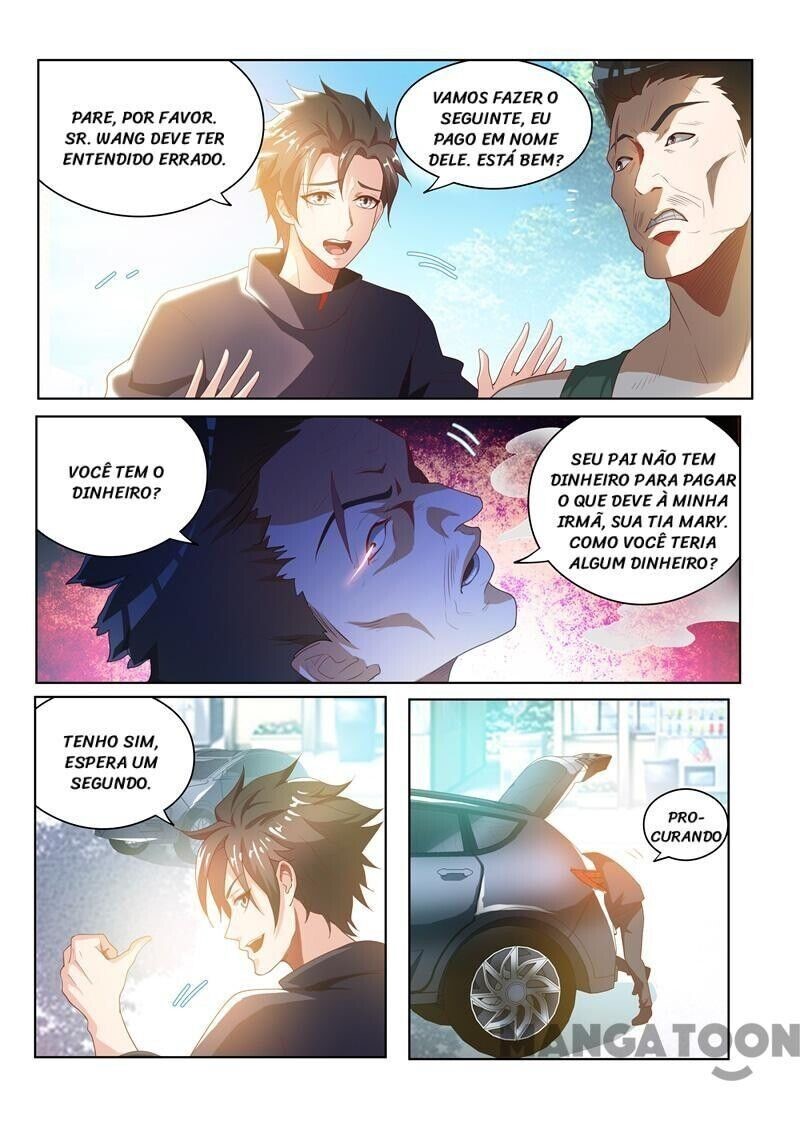 PARE, POR FAVOR.
SR. WANG DEVE TER
ENTENDIDO ERRADO.
VAMOS FAZER O
SEGUINTE, EU
PAGO EM NOME
DELE. ESTÁ BEM?
VOCÊ TEM O
DINHEIRO?
SEU PAI NÃO TEM
DINHEIRO PARA PAGAR
O QUE DEVE À MINHA
IRMÃ, SUA TIA MARY.
COMO VOCÊ TERIA
ALGUM DINHEIRO?
TENHO SIM,
ESPERA UM
SEGUNDO.
PRO-
CURANDO
MANGATOON